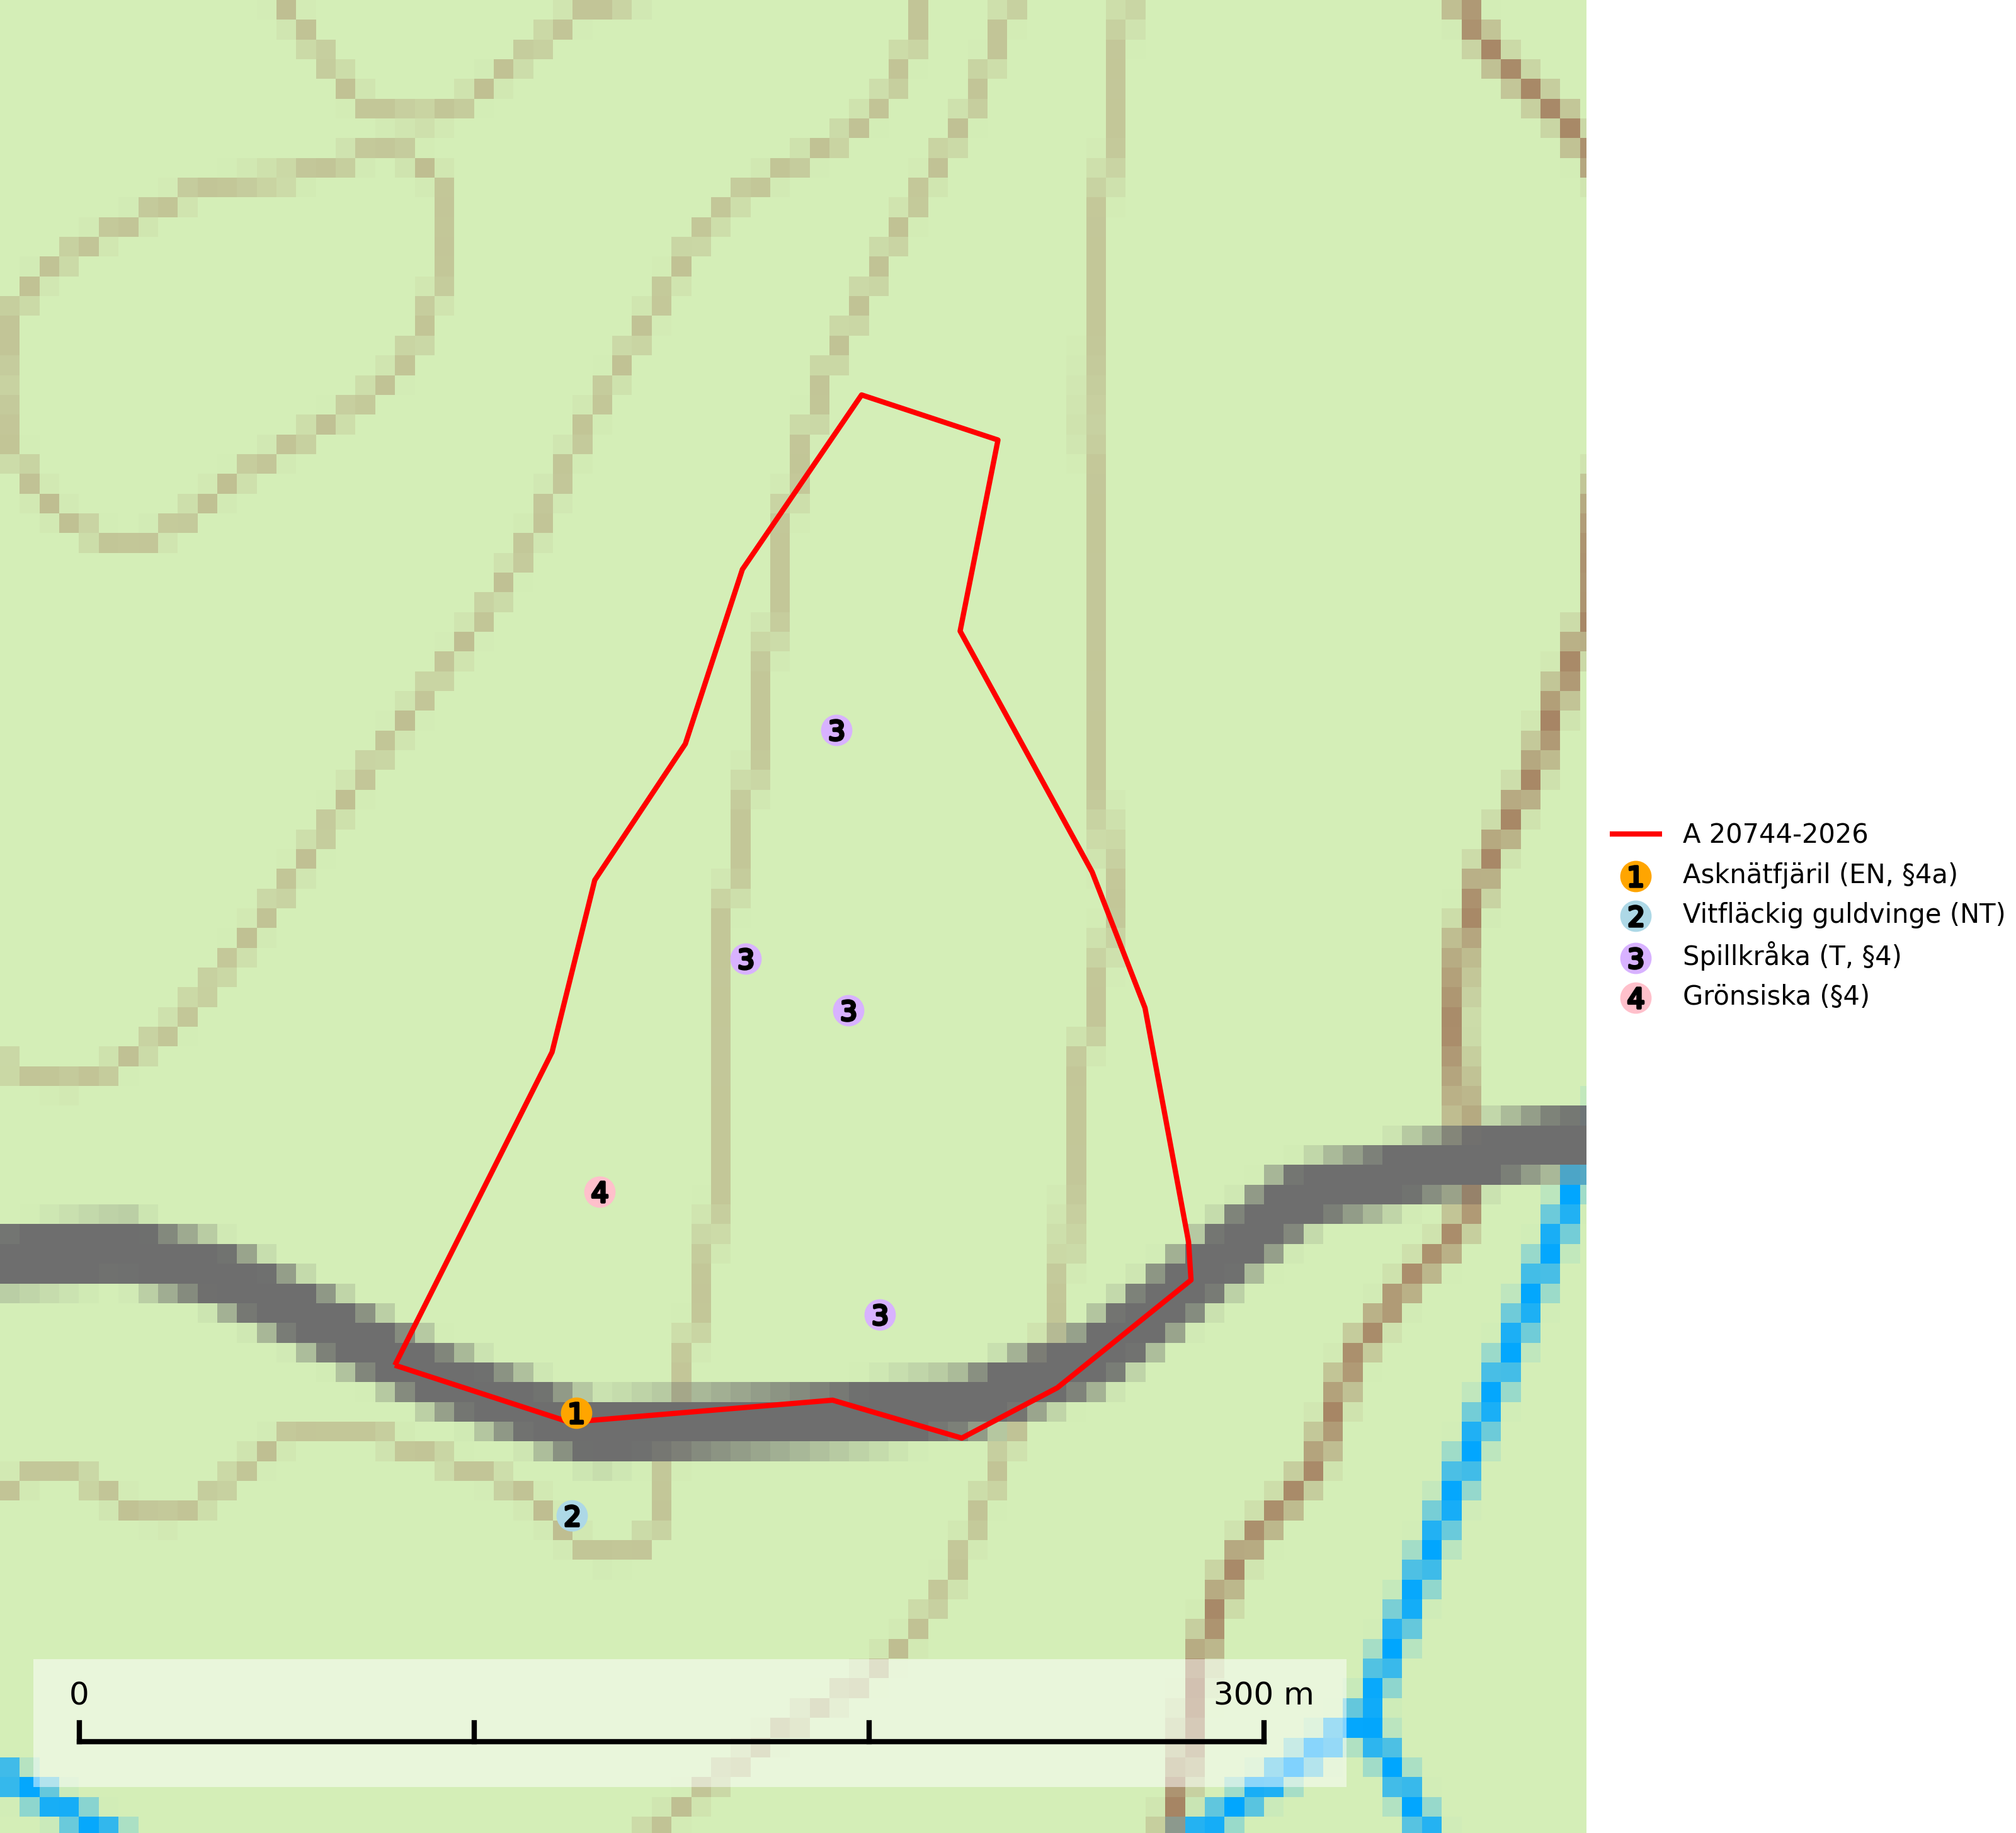 3
3
3
4
3
1
2
0
300 m
A 20744-2026
1 Asknätfjäril (EN, §4a)
2 Vitfläckig guldvinge (NT)
3 Spillkråka (T, §4)
4 Grönsiska (§4)